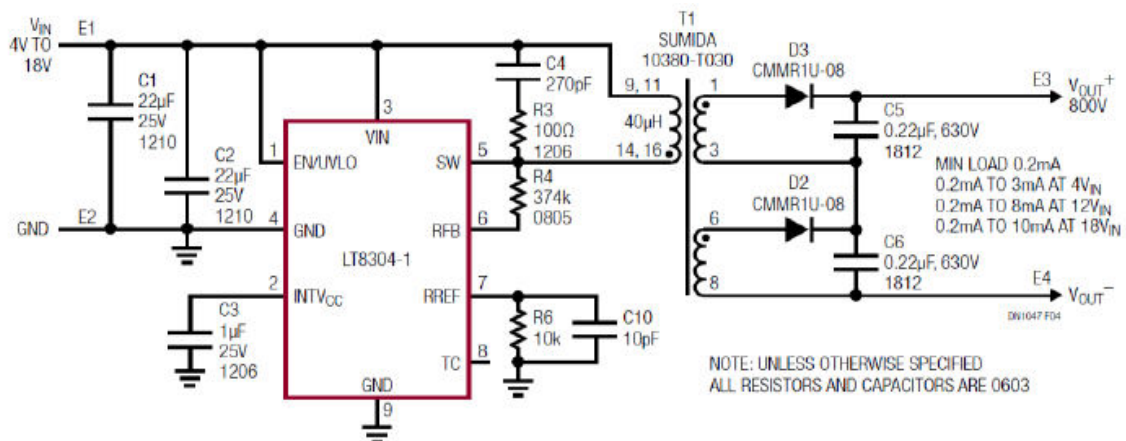 VIN
4V TO
18V
E1
C1
22µF
25V
1210
C2
22µF
25V
1210
GND
E2
3
VIN
1
EN/UVLO
4
GND
2
INTVCC
C3
1µF
25V
1206
LT8304-1
SW
5
RFB
6
RREF
7
TC
8
GND
9
C4
270pF
R3
100Ω
1206
R4
374k
0805
R6
10k
C10
10pF
T1
SUMIDA
10380-T030
9, 11
40µH
14, 16
1
3
6
8
D3
CMMR1U-08
D2
CMMR1U-08
C5
0.22µF, 630V
1812
C6
0.22µF, 630V
1812
E3
VOUT+
800V
MIN LOAD 0.2mA
0.2mA TO 3mA AT 4VIN
0.2mA TO 8mA AT 12VIN
0.2mA TO 10mA AT 18VIN
E4
VOUT–
DN1047 F04
NOTE: UNLESS OTHERWISE SPECIFIED
ALL RESISTORS AND CAPACITORS ARE 0603